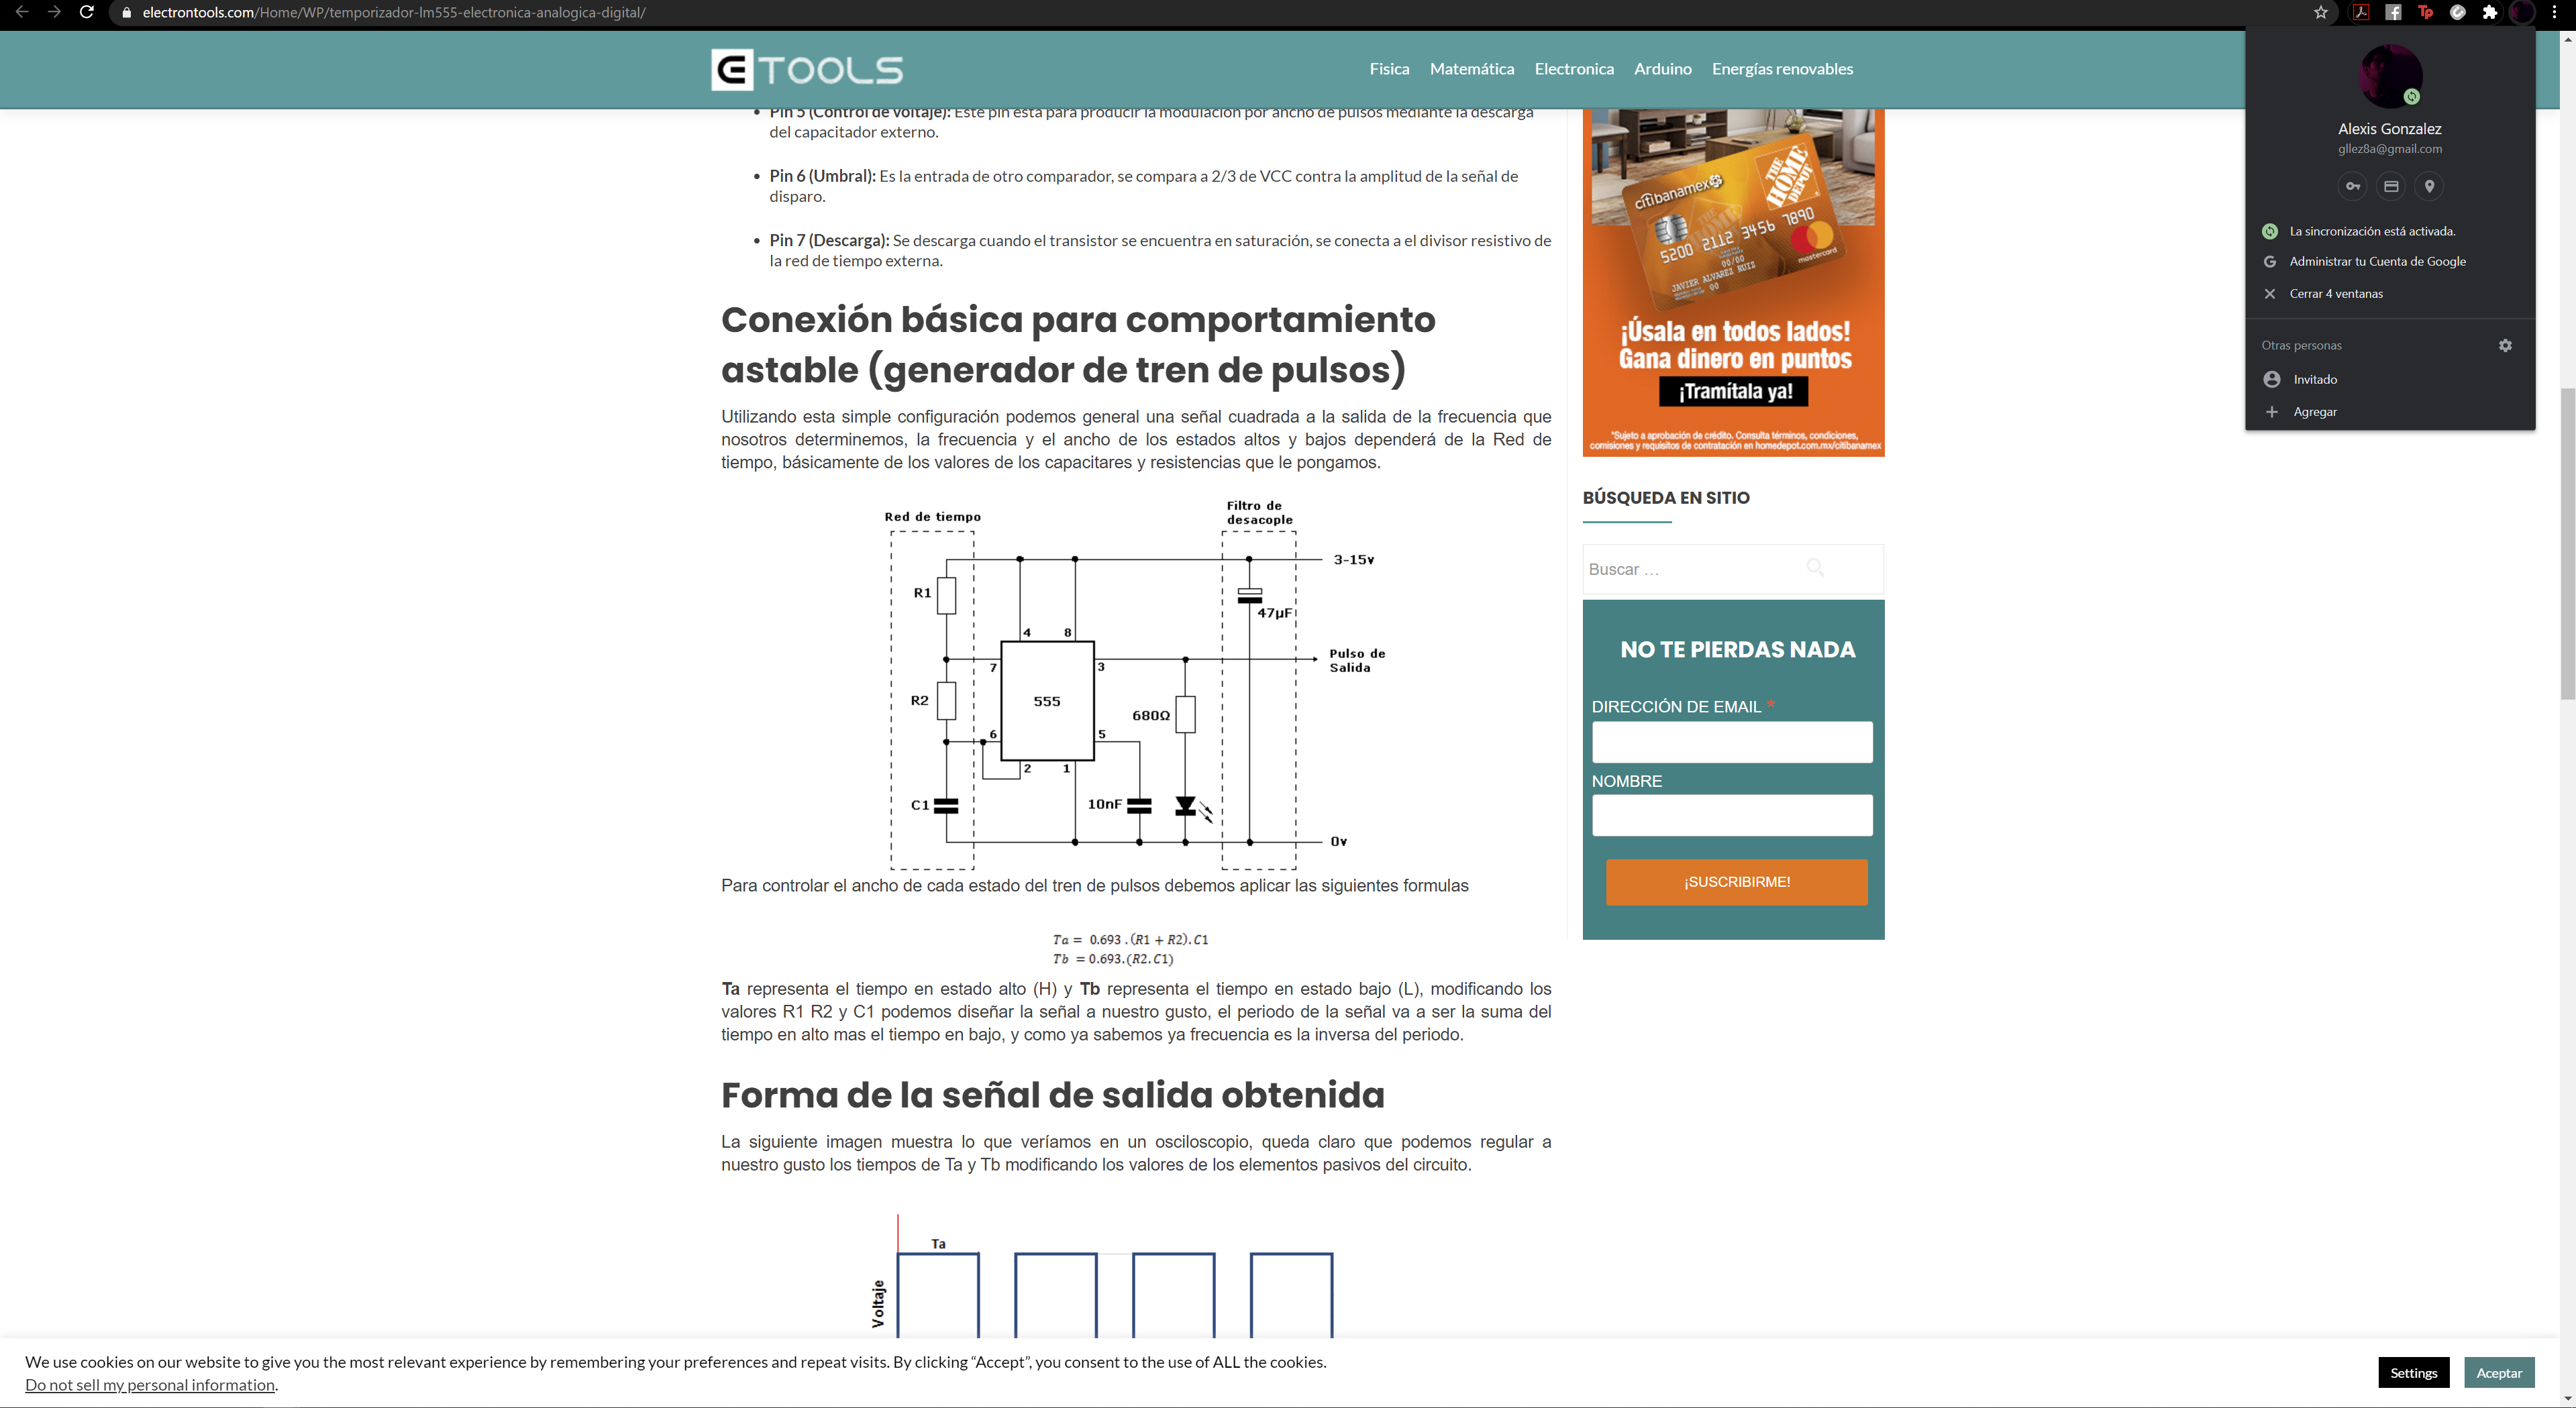 electrontools.com/Home/WP/temporizador-lm555-electronica-analogica-digital/
TOOLS
Fisica
Matemática
Electronica
Arduino
Energías renovables
Pin 5 (Control de voltaje): Este pin esta para producir la modulación por ancho de pulsos mediante la descarga
del capacitador externo.
Pin 6 (Umbral): Es la entrada de otro comparador, se compara a 2/3 de VCC contra la amplitud de la señal de
disparo.
Pin 7 (Descarga): Se descarga cuando el transistor se encuentra en saturación, se conecta a el divisor resistivo de
la red de tiempo externa.
Conexión básica para comportamiento
astable (generador de tren de pulsos)
Utilizando esta simple configuración podemos general una señal cuadrada a la salida de la frecuencia que
nosotros determinemos, la frecuencia y el ancho de los estados altos y bajos dependerá de la Red de
tiempo, básicamente de los valores de los capacitares y resistencias que le pongamos.
Red de tiempo
Filtro de
desacople
3-15v
R1
47µF
4
8
7
3
Pulso de
Salida
R2
555
680Ω
6
5
2
1
C1
10nF
0v
Para controlar el ancho de cada estado del tren de pulsos debemos aplicar las siguientes formulas
Ta = 0.693 .(R1 + R2).C1
Tb = 0.693.(R2.C1)
Ta representa el tiempo en estado alto (H) y Tb representa el tiempo en estado bajo (L), modificando los
valores R1 R2 y C1 podemos diseñar la señal a nuestro gusto, el periodo de la señal va a ser la suma del
tiempo en alto mas el tiempo en bajo, y como ya sabemos ya frecuencia es la inversa del periodo.
Forma de la señal de salida obtenida
La siguiente imagen muestra lo que veríamos en un osciloscopio, queda claro que podemos regular a
nuestro gusto los tiempos de Ta y Tb modificando los valores de los elementos pasivos del circuito.
Ta
Voltaje
citibanamex
THE HOME DEPOT
5200 2112 3456 7890
00/00
JAVIER ALVAREZ RUIZ 00
mastercard
¡Úsala en todos lados!
Gana dinero en puntos
¡Tramítala ya!
*Sujeto a aprobación de crédito. Consulta términos, condiciones,
comisiones y requisitos de contratación en homedepot.com.mx/citibanamex
BÚSQUEDA EN SITIO
Buscar …
NO TE PIERDAS NADA
DIRECCIÓN DE EMAIL *
NOMBRE
¡SUSCRIBIRME!
Alexis Gonzalez
gllez8a@gmail.com
La sincronización está activada.
Administrar tu Cuenta de Google
Cerrar 4 ventanas
Otras personas
Invitado
Agregar
We use cookies on our website to give you the most relevant experience by remembering your preferences and repeat visits. By clicking “Accept”, you consent to the use of ALL the cookies.
Do not sell my personal information.
Settings
Aceptar